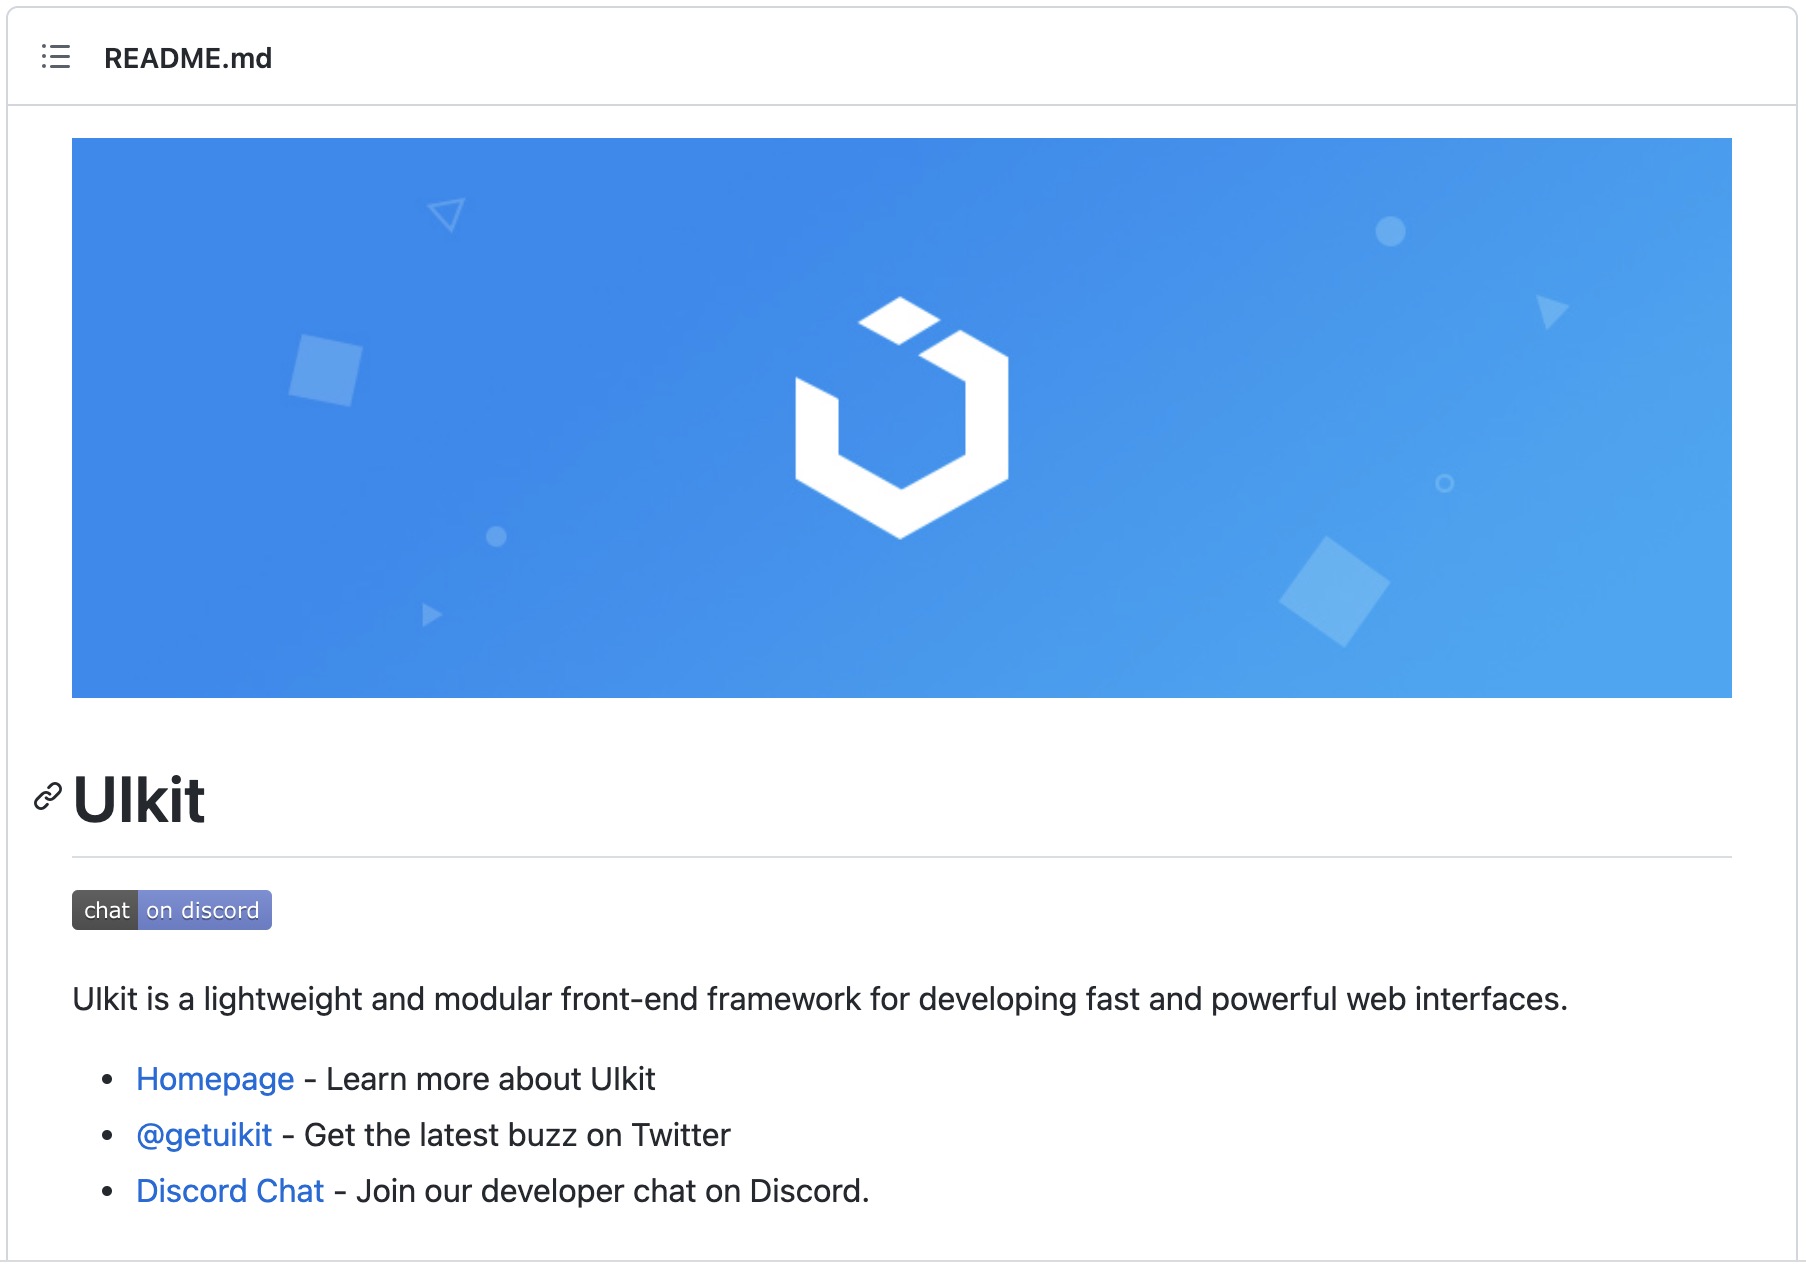 README.md
UIkit
chat on discord
UIkit is a lightweight and modular front-end framework for developing fast and powerful web interfaces.
• Homepage - Learn more about UIkit
• @getuikit - Get the latest buzz on Twitter
• Discord Chat - Join our developer chat on Discord.